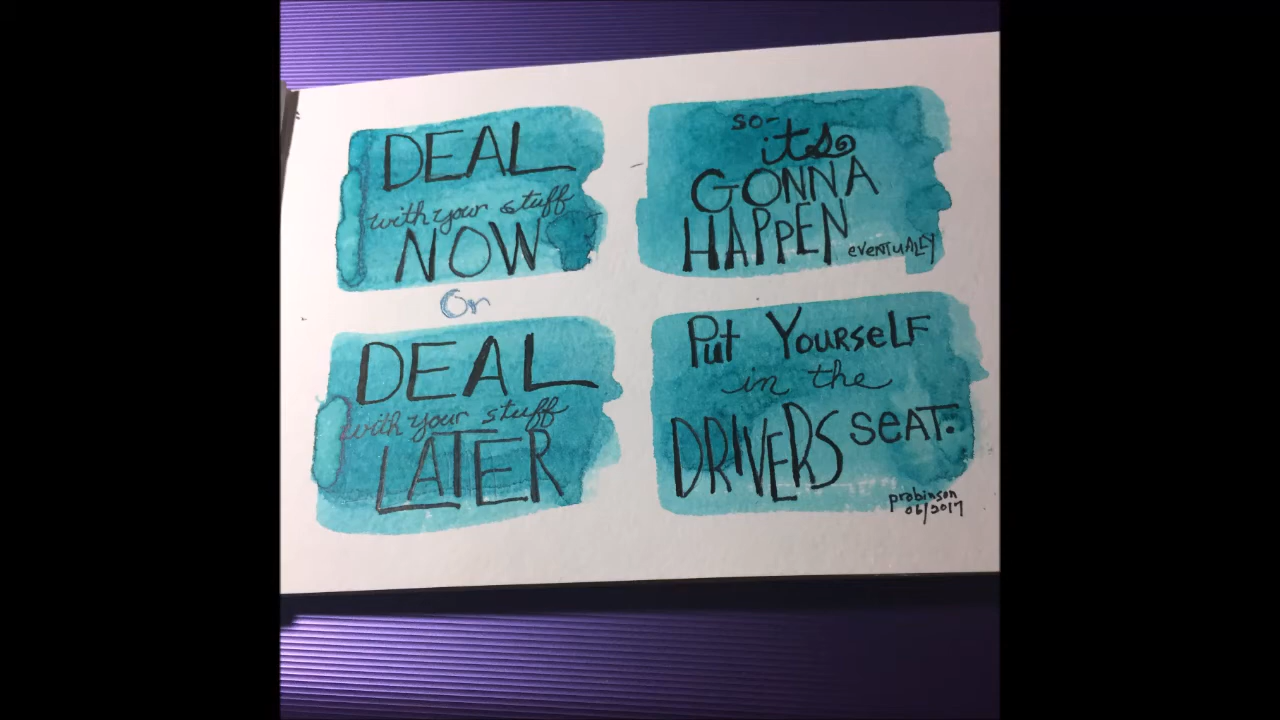 DEAL
with your stuff
NOW
Or
DEAL
with your stuff
LATER
so-
its
GONNA
HAPPEN eventually
Put Yourself
in the
DRIVERS seat.
probinson
06/2017